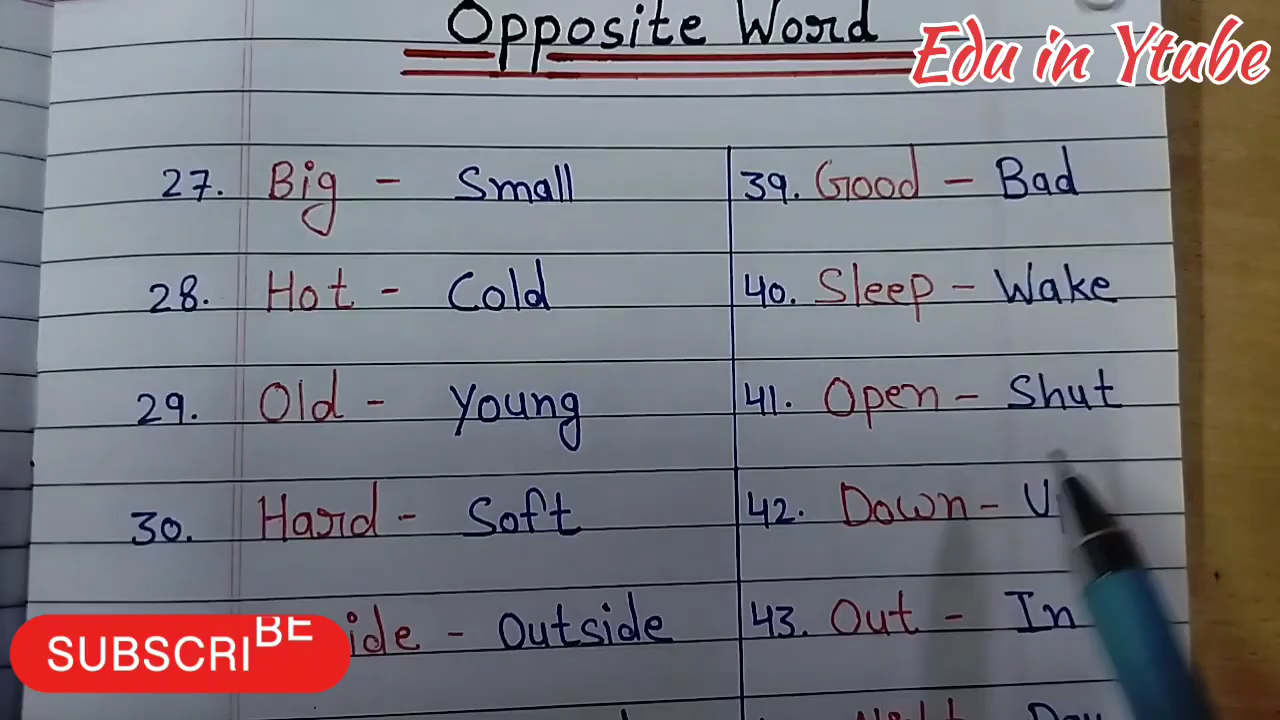 Opposite Word
Edu in Ytube
27. Big - Small
28. Hot - Cold
29. Old - Young
30. Hard - Soft
ide - Outside
39. Good - Bad
40. Sleep - Wake
41. Open - Shut
42. Down - U
43. Out - In
SUBSCRIBE